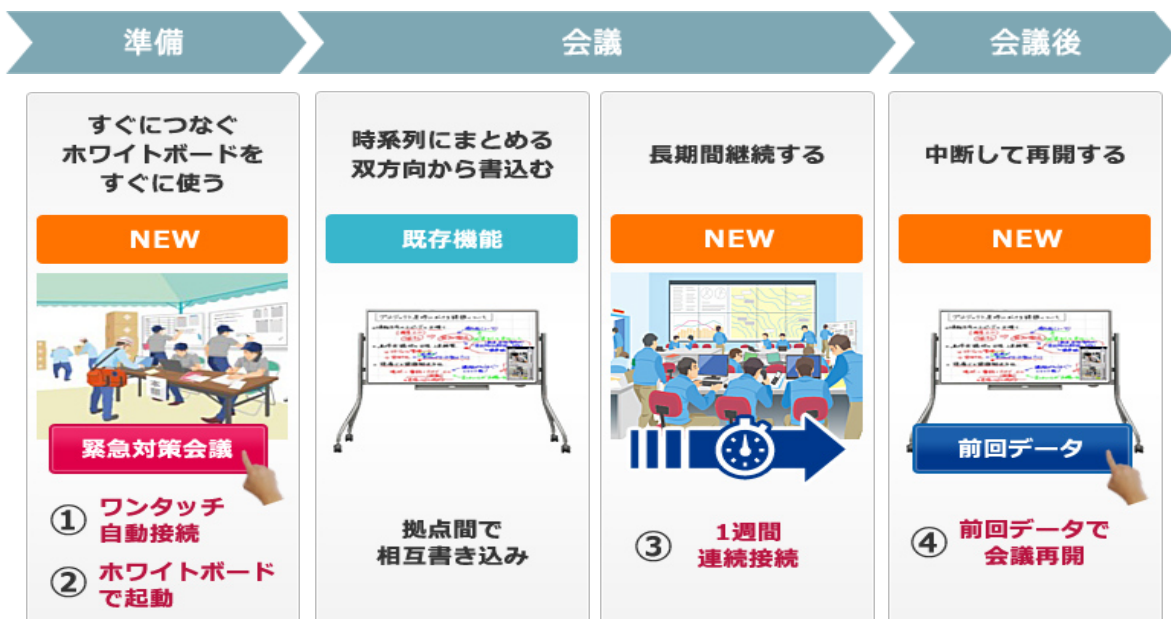 準備
会議
会議後
すぐにつなぐ
ホワイトボードを
すぐに使う
NEW
緊急対策会議
① ワンタッチ
自動接続
② ホワイトボード
で起動
時系列にまとめる
双方向から書込む
既存機能
拠点間で
相互書き込み
長期間継続する
NEW
③ 1週間
連続接続
中断して再開する
NEW
前回データ
④ 前回データで
会議再開